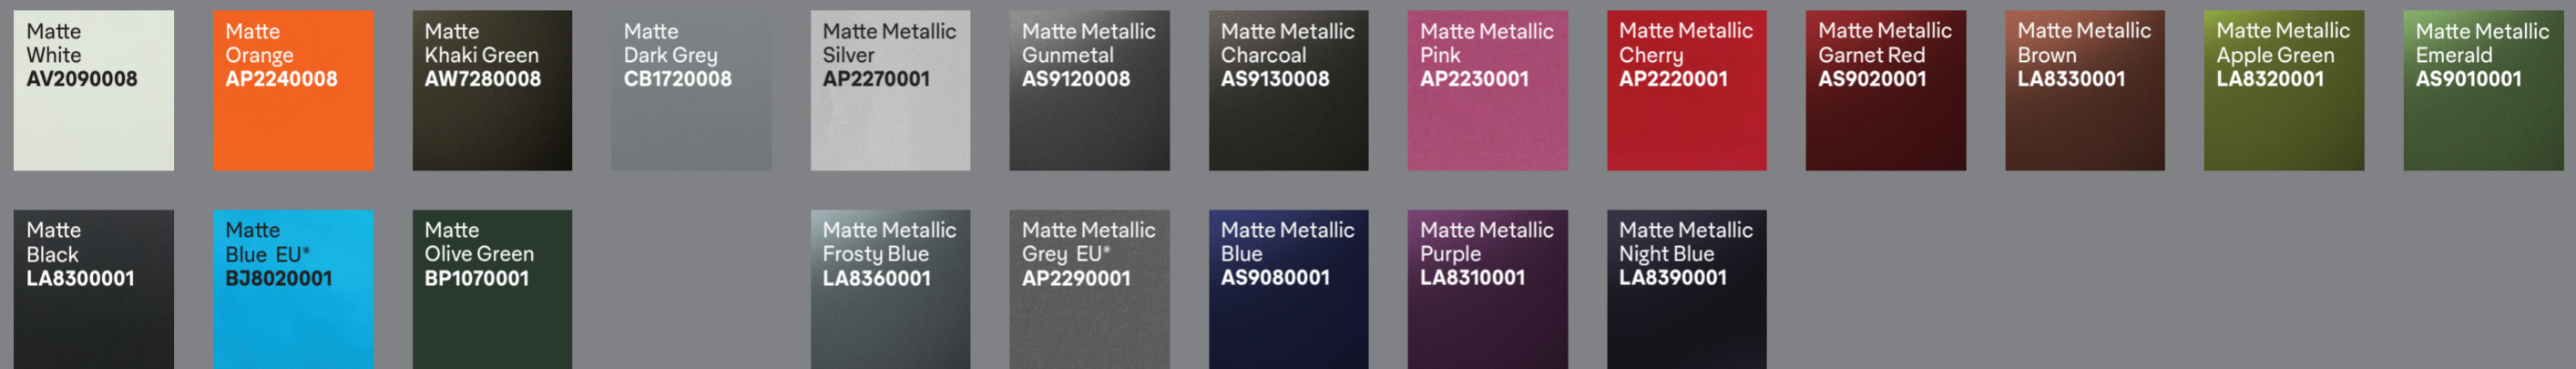 Matte
White
AV2090008
Matte
Orange
AP2240008
Matte
Khaki Green
AW7280008
Matte
Dark Grey
CB1720008
Matte Metallic
Silver
AP2270001
Matte Metallic
Gunmetal
AS9120008
Matte Metallic
Charcoal
AS9130008
Matte Metallic
Pink
AP2230001
Matte Metallic
Cherry
AP2220001
Matte Metallic
Garnet Red
AS9020001
Matte Metallic
Brown
LA8330001
Matte Metallic
Apple Green
LA8320001
Matte Metallic
Emerald
AS9010001
Matte
Black
LA8300001
Matte
Blue EU*
BJ8020001
Matte
Olive Green
BP1070001
Matte Metallic
Frosty Blue
LA8360001
Matte Metallic
Grey EU*
AP2290001
Matte Metallic
Blue
AS9080001
Matte Metallic
Purple
LA8310001
Matte Metallic
Night Blue
LA8390001